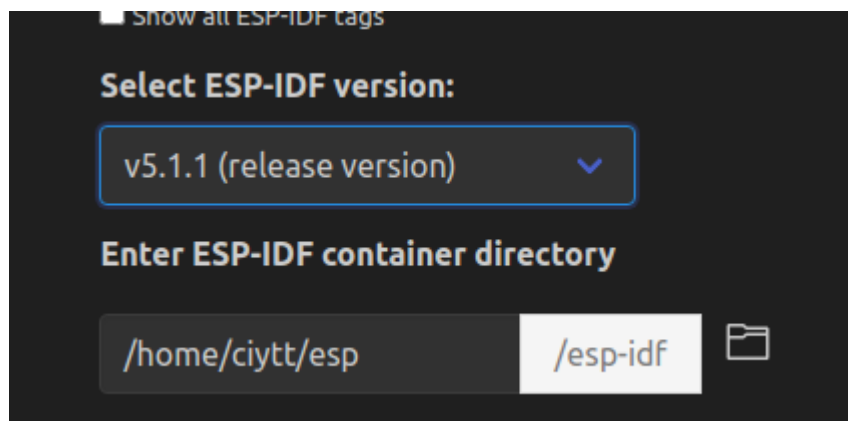 Show all ESP-IDF tags
Select ESP-IDF version:
v5.1.1 (release version)
Enter ESP-IDF container directory
/home/ciytt/esp /esp-idf